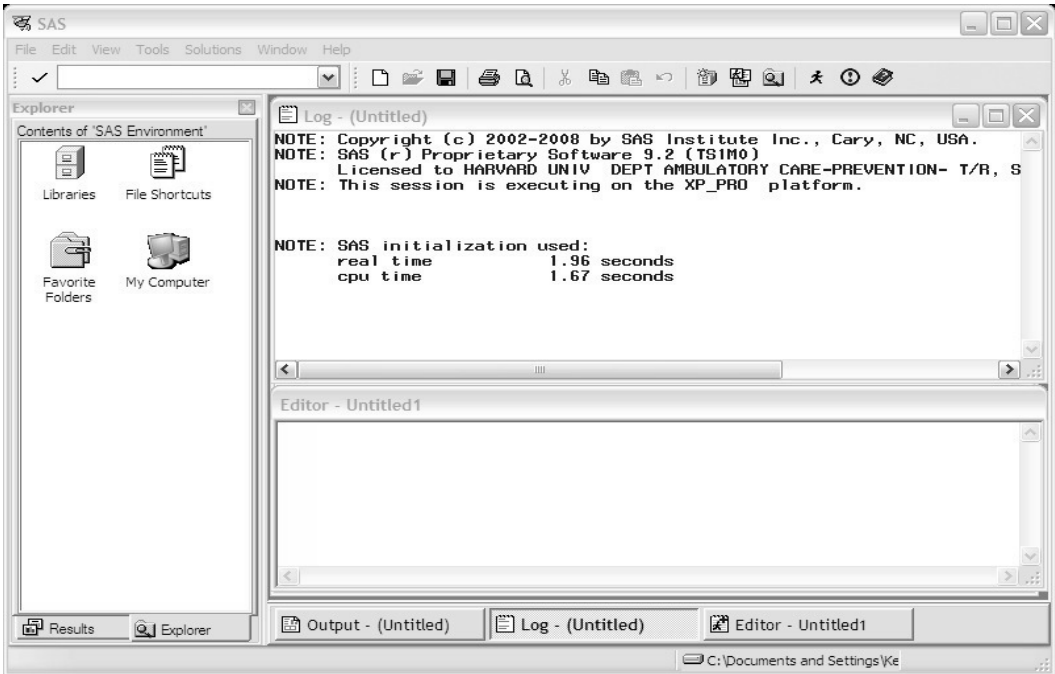 SAS
File Edit View Tools Solutions Window Help
Explorer
Contents of 'SAS Environment'
Libraries
File Shortcuts
Favorite
Folders
My Computer
Results
Explorer
Log - (Untitled)
NOTE: Copyright (c) 2002-2008 by SAS Institute Inc., Cary, NC, USA.
NOTE: SAS (r) Proprietary Software 9.2 (TS1M0)
Licensed to HARVARD UNIV DEPT AMBULATORY CARE-PREVENTION- T/R, S
NOTE: This session is executing on the XP_PRO platform.
NOTE: SAS initialization used:
real time 1.96 seconds
cpu time 1.67 seconds
Editor - Untitled1
Output - (Untitled)
Log - (Untitled)
Editor - Untitled1
C:\Documents and Settings\Ke